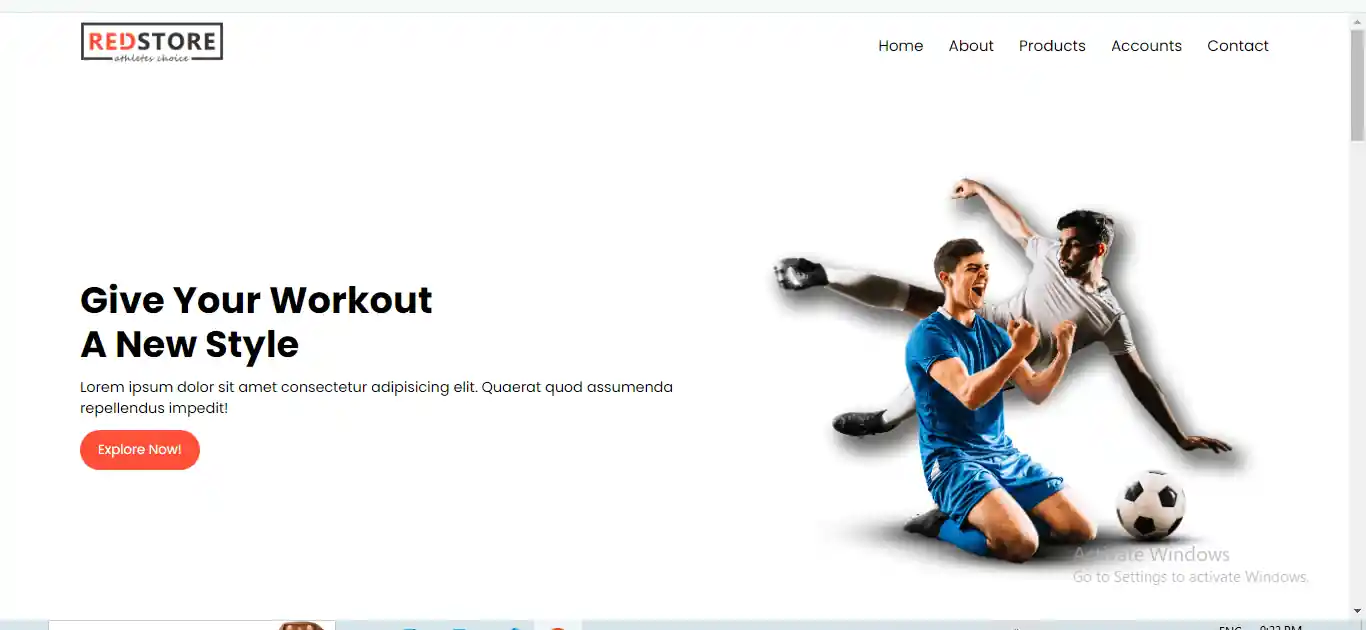 REDSTORE
athletes choice
Home About Products Accounts Contact
Give Your Workout
A New Style
Lorem ipsum dolor sit amet consectetur adipisicing elit. Quaerat quod assumenda
repellendus impedit!
Explore Now!
Activate Windows
Go to Settings to activate Windows.
ENG 9:22 PM